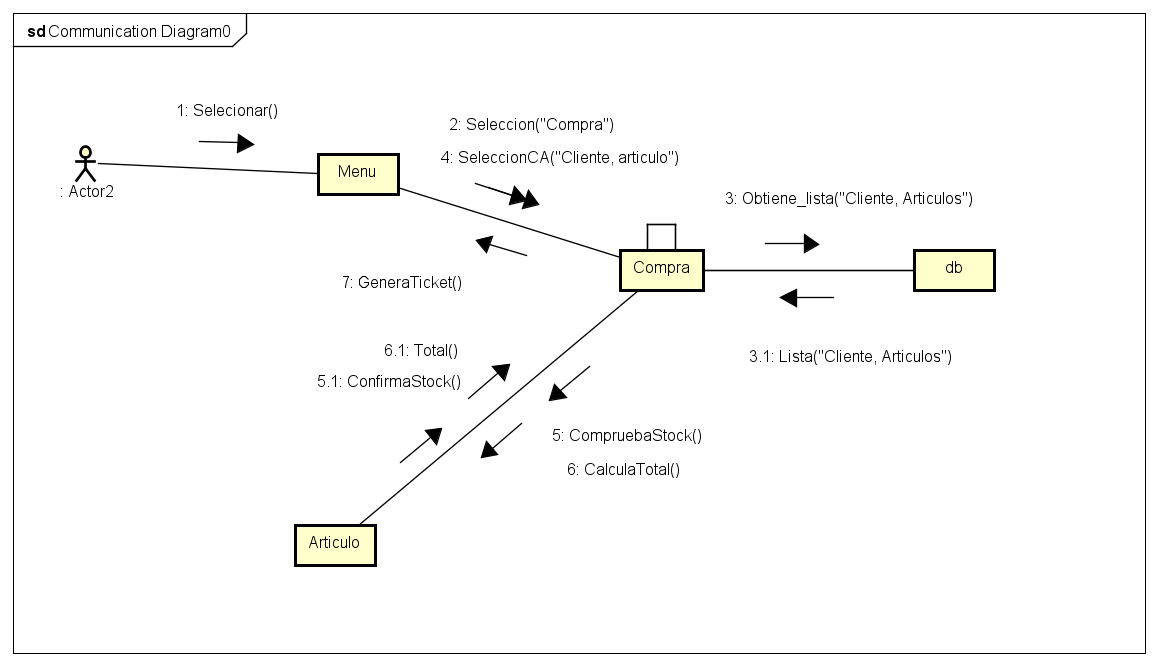 sd Communication Diagram0
1: Selecionar()
2: Seleccion("Compra")
4: SeleccionCA("Cliente, articulo")
: Actor2
Menu
3: Obtiene_lista("Cliente, Articulos")
Compra
db
7: GeneraTicket()
6.1: Total()
3.1: Lista("Cliente, Articulos")
5.1: ConfirmaStock()
5: CompruebaStock()
6: CalculaTotal()
Articulo